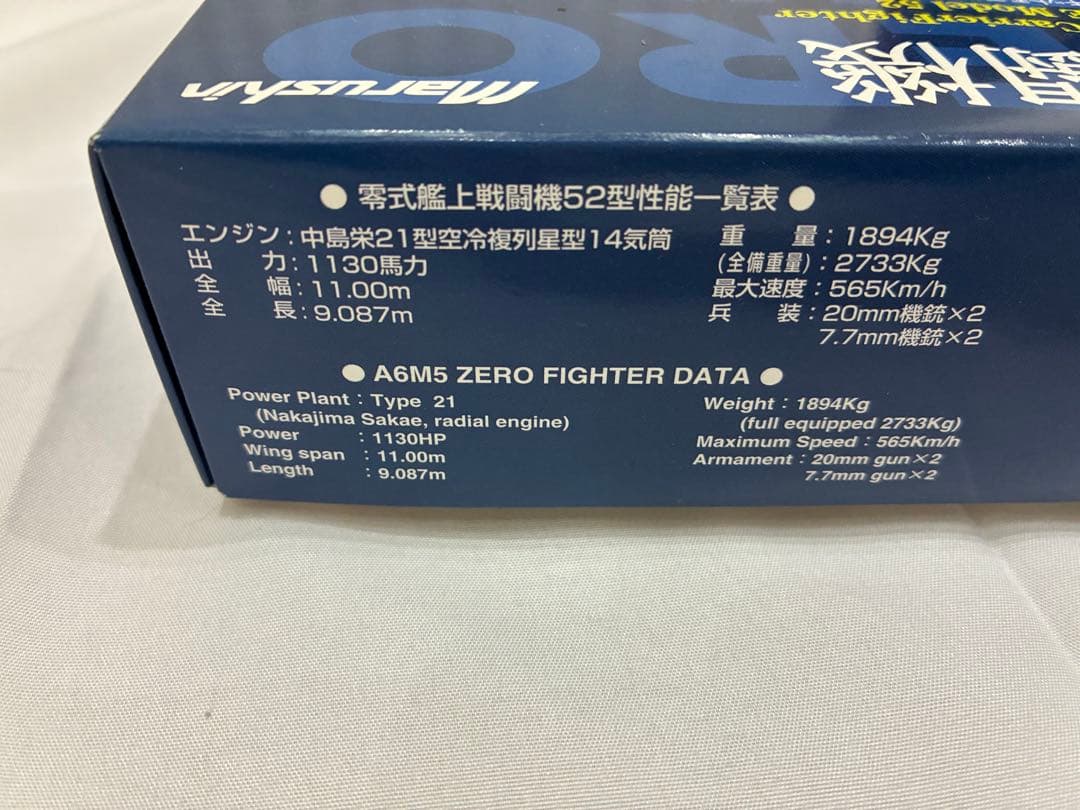 CarrierFighter
Model 52
闘機
RO
Marushin
● 零式艦上戦闘機52型性能一覧表 ●
エンジン：中島栄21型空冷複列星型14気筒
出力：1130馬力
全幅：11.00m
全長：9.087m
重量：1894Kg
(全備重量)：2733Kg
最大速度：565Km/h
兵装：20mm機銃×2
7.7mm機銃×2
● A6M5 ZERO FIGHTER DATA ●
Power Plant : Type 21
(Nakajima Sakae, radial engine)
Power : 1130HP
Wing span : 11.00m
Length : 9.087m
Weight : 1894Kg
(full equipped 2733Kg)
Maximum Speed : 565Km/h
Armament : 20mm gun×2
7.7mm gun×2